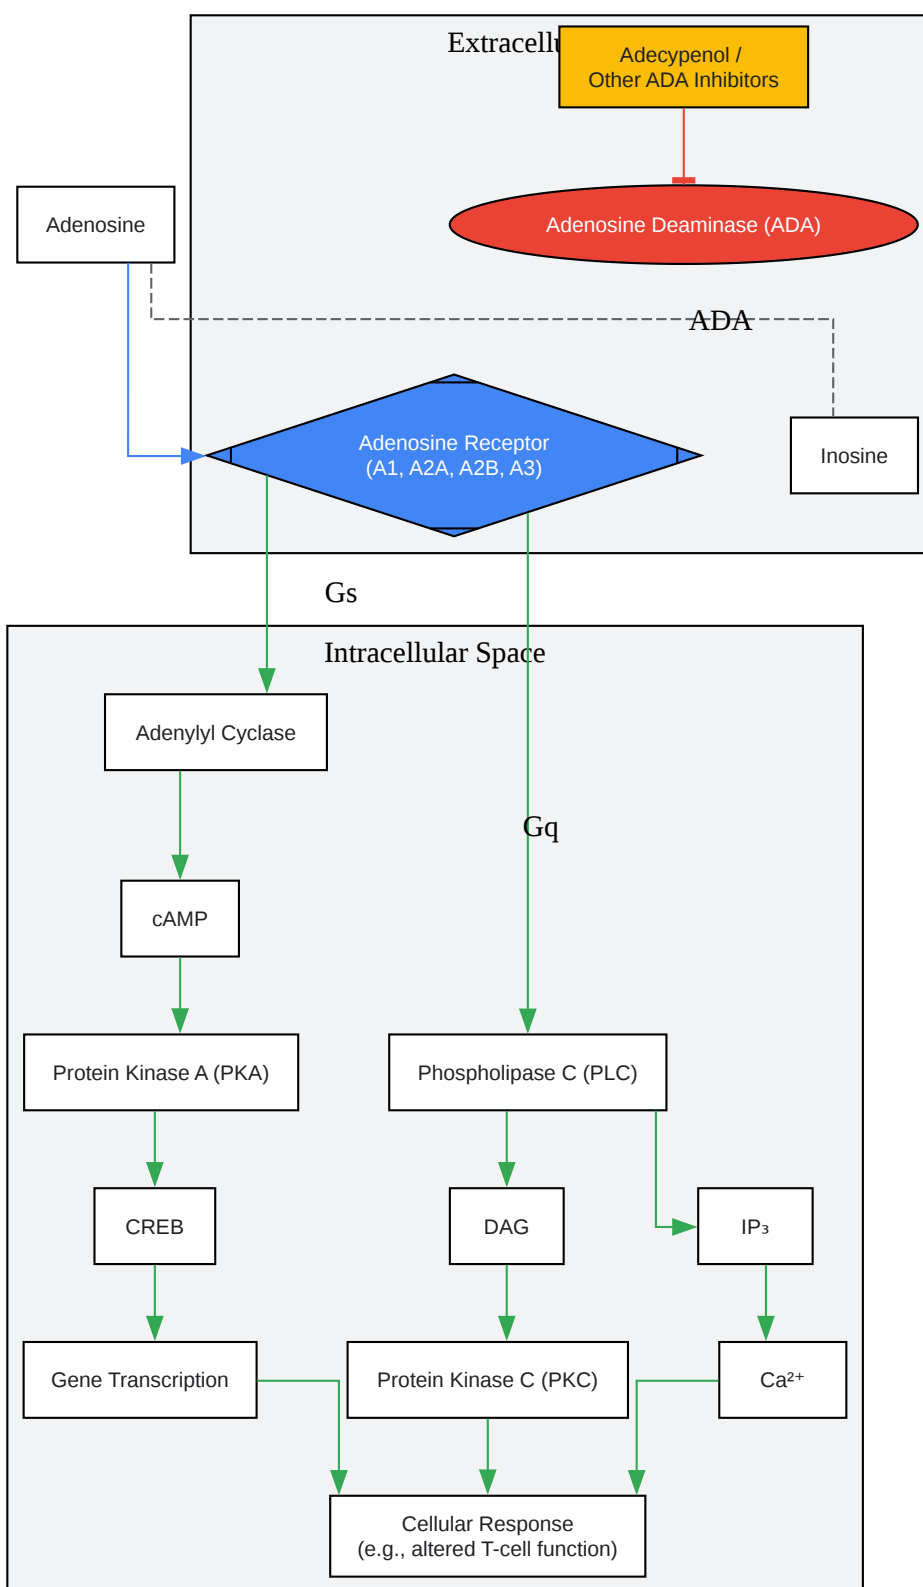 Extracellu
Adecypenol /
Other ADA Inhibitors
Adenosine
Adenosine Deaminase (ADA)
ADA
Adenosine Receptor
(A1, A2A, A2B, A3)
Inosine
Gs
Intracellular Space
Adenylyl Cyclase
Gq
cAMP
Protein Kinase A (PKA)
Phospholipase C (PLC)
CREB
DAG
IP₃
Gene Transcription
Protein Kinase C (PKC)
Ca²⁺
Cellular Response
(e.g., altered T-cell function)